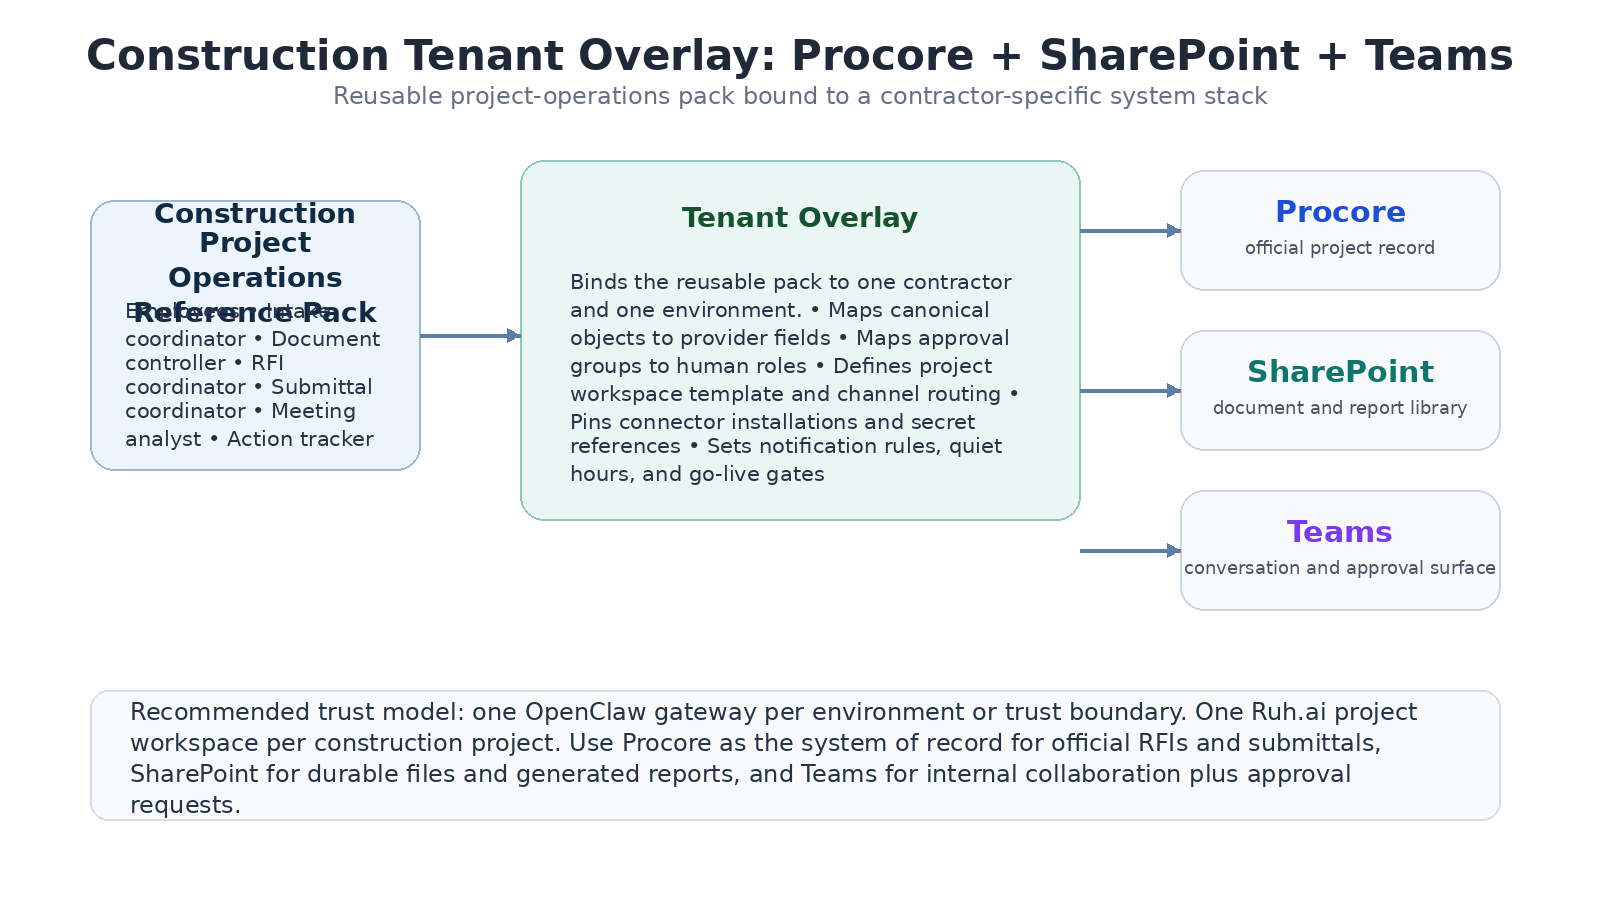 Construction Tenant Overlay: Procore + SharePoint + Teams
Reusable project-operations pack bound to a contractor-specific system stack
Construction
Project
Operations
Reference Pack
Employees • Intake
coordinator • Document
controller • RFI
coordinator • Submittal
coordinator • Meeting
analyst • Action tracker
Tenant Overlay
Binds the reusable pack to one contractor
and one environment. • Maps canonical
objects to provider fields • Maps approval
groups to human roles • Defines project
workspace template and channel routing •
Pins connector installations and secret
references • Sets notification rules, quiet
hours, and go-live gates
Procore
official project record
SharePoint
document and report library
Teams
conversation and approval surface
Recommended trust model: one OpenClaw gateway per environment or trust boundary. One Ruh.ai project
workspace per construction project. Use Procore as the system of record for official RFIs and submittals,
SharePoint for durable files and generated reports, and Teams for internal collaboration plus approval
requests.